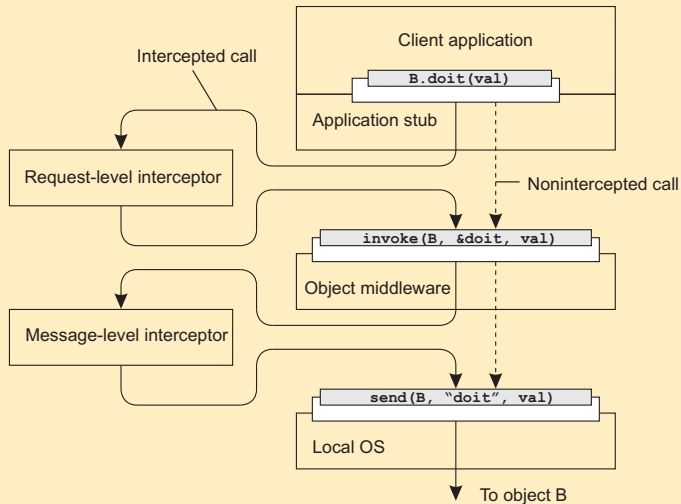 Client application
Intercepted call
B.doit(val)
Application stub
Request-level interceptor
Nonintercepted call
invoke(B, &doit, val)
Object middleware
Message-level interceptor
send(B, “doit”, val)
Local OS
To object B